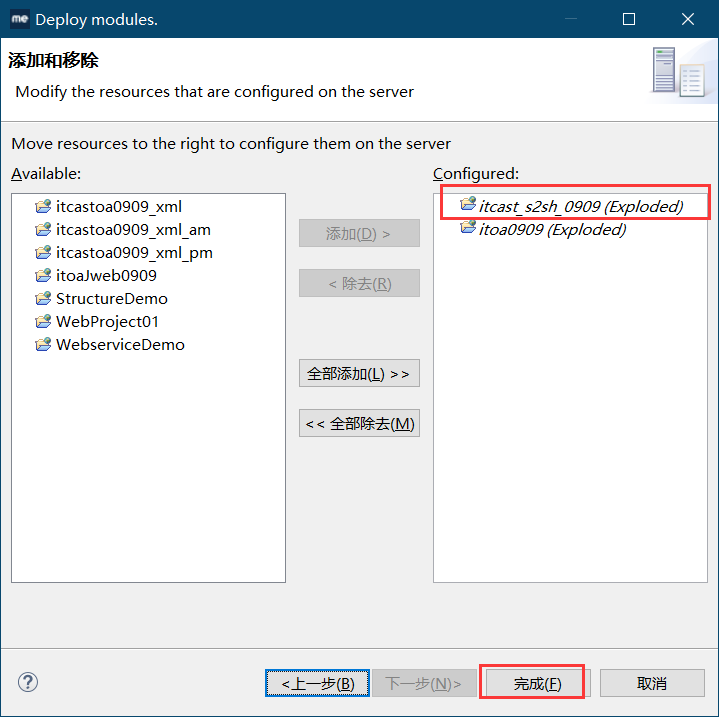 me Deploy modules.
添加和移除
Modify the resources that are configured on the server
Move resources to the right to configure them on the server
Available:
itcastoa0909_xml
itcastoa0909_xml_am
itcastoa0909_xml_pm
itoaJweb0909
StructureDemo
WebProject01
WebserviceDemo
添加(D) >
< 除去(R)
全部添加(L) >>
<< 全部除去(M)
Configured:
itcast_s2sh_0909 (Exploded)
itoa0909 (Exploded)
?
<上一步(B)
下一步(N)>
完成(F)
取消